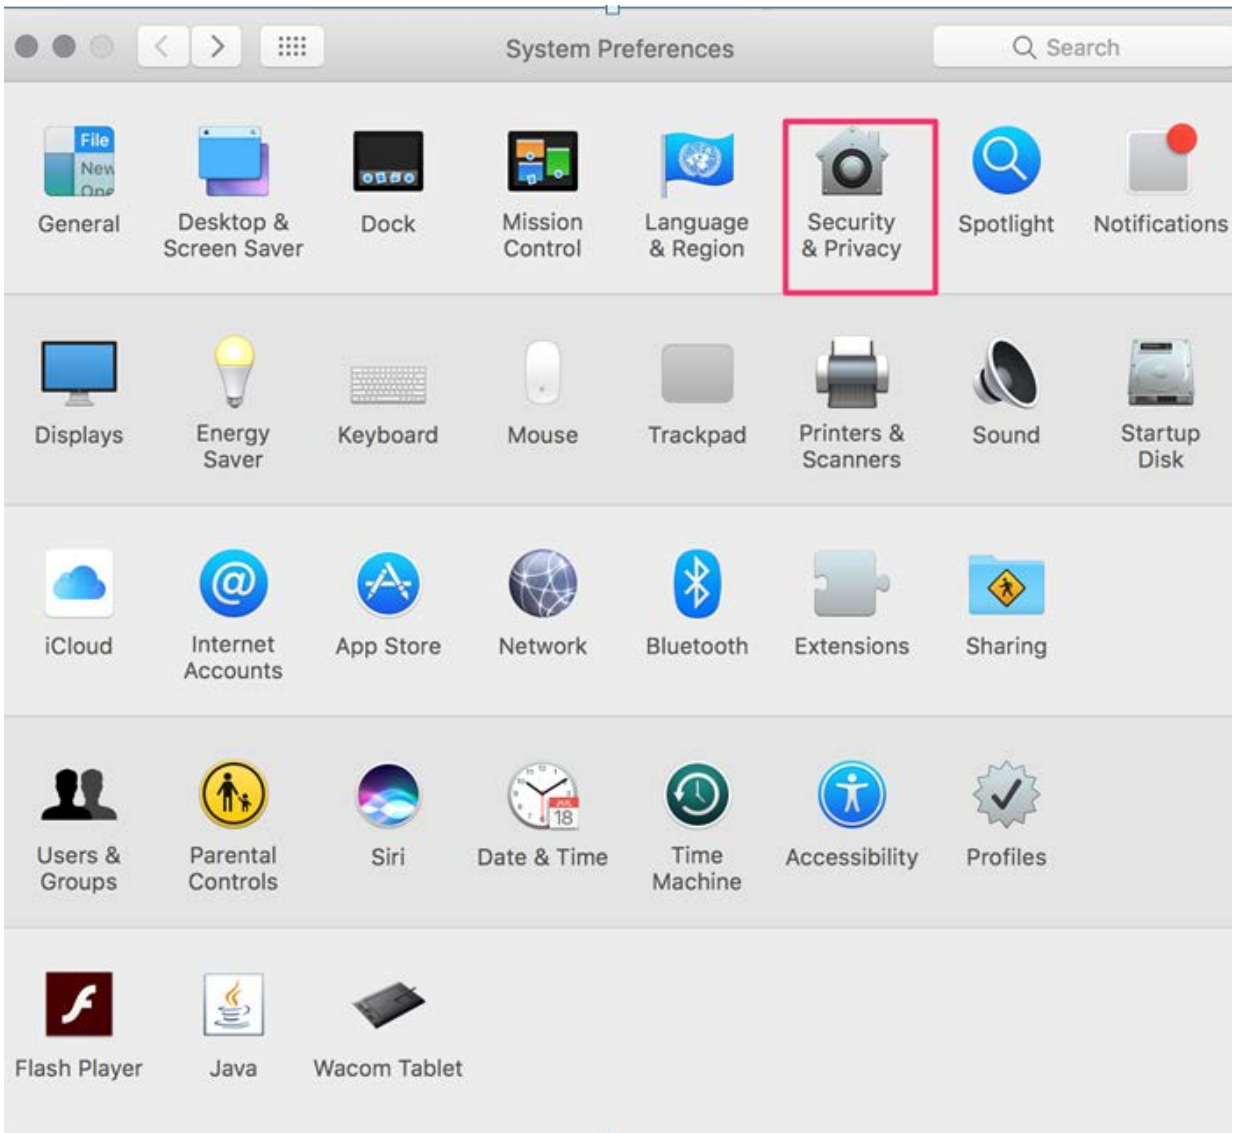 System Preferences
Search
File
New
Ope
General
Desktop &
Screen Saver
Dock
Mission
Control
Language
& Region
Security
& Privacy
Spotlight
Notifications
Displays
Energy
Saver
Keyboard
Mouse
Trackpad
Printers &
Scanners
Sound
Startup
Disk
iCloud
Internet
Accounts
App Store
Network
Bluetooth
Extensions
Sharing
Users &
Groups
Parental
Controls
Siri
JUL
18
Date & Time
Time
Machine
Accessibility
Profiles
Flash Player
Java
Wacom Tablet